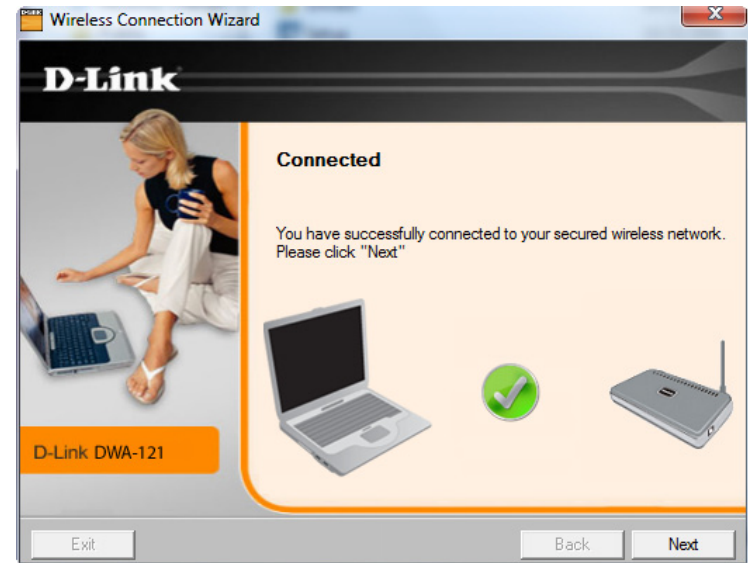 Wireless Connection Wizard
D-Link
Connected
You have successfully connected to your secured wireless network.
Please click "Next"
D-Link DWA-121
Exit
Back
Next